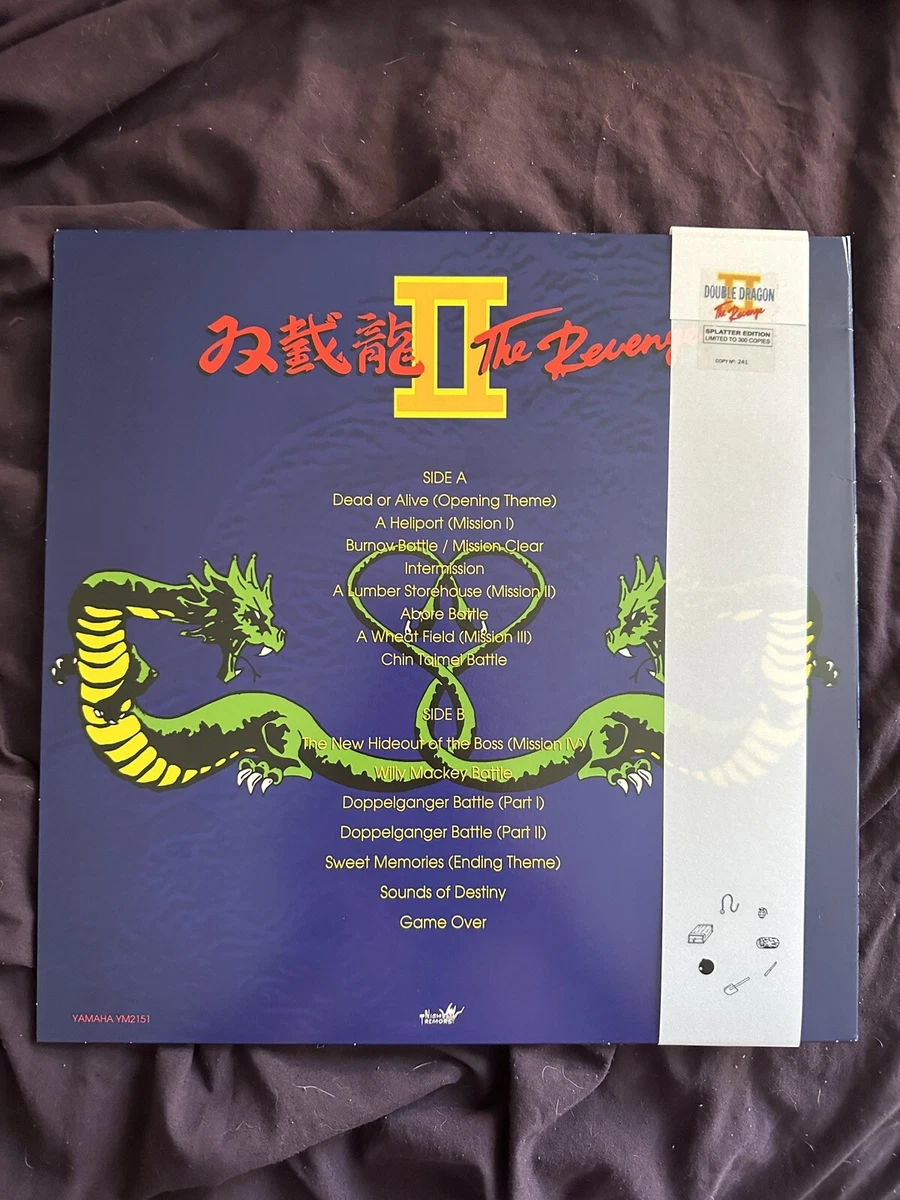 双截龍 II The Revenge
II
DOUBLE DRAGON
The Revenge
SPLATTER EDITION
LIMITED TO 300 COPIES
COPY Nº: 241
SIDE A
Dead or Alive (Opening Theme)
A Heliport (Mission I)
Burnov Battle / Mission Clear
Intermission
A Lumber Storehouse (Mission II)
Abore Battle
A Wheat Field (Mission III)
Chin Taimei Battle
SIDE B
The New Hideout of the Boss (Mission IV)
Willy Mackey Battle
Doppelganger Battle (Part I)
Doppelganger Battle (Part II)
Sweet Memories (Ending Theme)
Sounds of Destiny
Game Over
YAMAHA YM2151